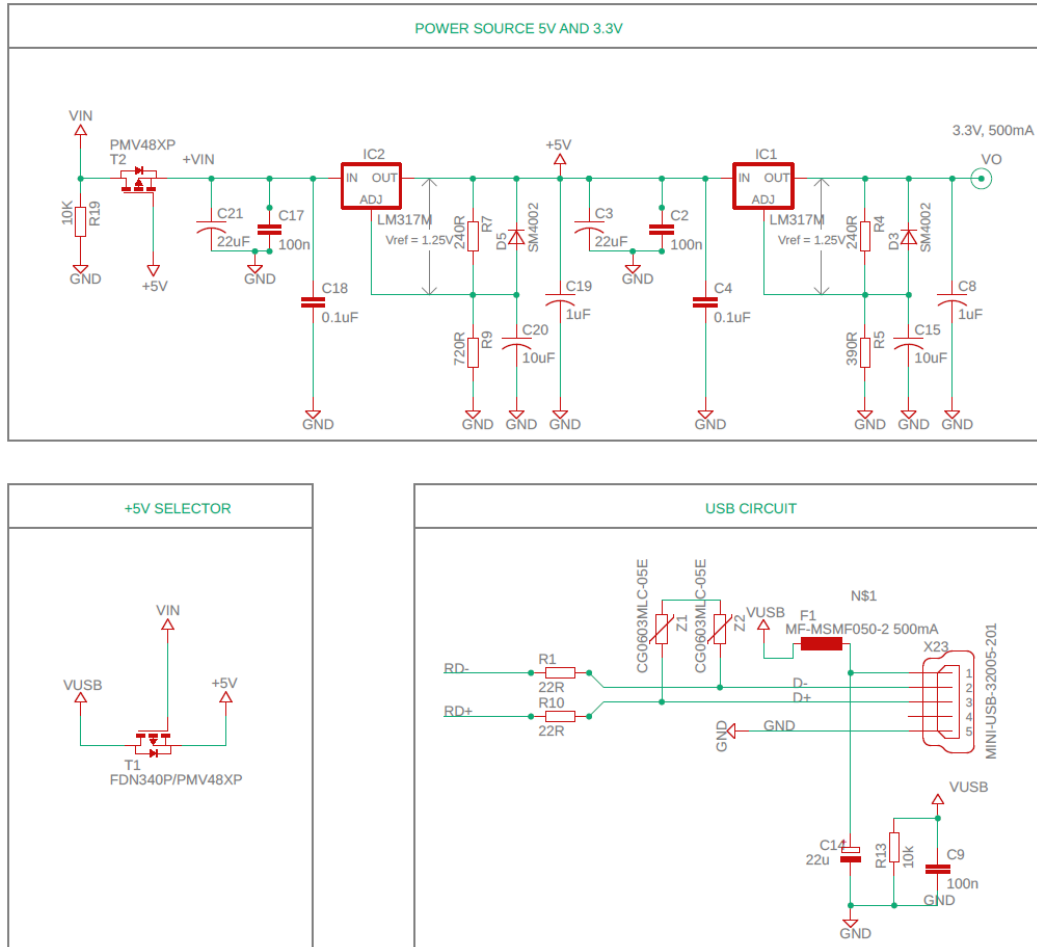 POWER SOURCE 5V AND 3.3V
VIN
PMV48XP
T2
+VIN
10K
R19
GND
+5V
C21
22uF
C17
100n
GND
C18
0.1uF
GND
IC2
IN
OUT
ADJ
LM317M
Vref = 1.25V
240R
R7
D5
SM4002
720R
R9
GND
C20
10uF
GND
+5V
C19
1uF
GND
C3
22uF
C2
100n
GND
C4
0.1uF
GND
IC1
IN
OUT
ADJ
LM317M
Vref = 1.25V
240R
R4
D3
SM4002
390R
R5
GND
C15
10uF
GND
C8
1uF
GND
3.3V, 500mA
VO
+5V SELECTOR
VIN
VUSB
+5V
T1
FDN340P/PMV48XP
USB CIRCUIT
CG0603MLC-05E
Z1
CG0603MLC-05E
Z2
VUSB
N$1
F1
MF-MSMF050-2 500mA
X23
RD-
R1
22R
D-
RD+
R10
22R
D+
GND
GND
1
2
3
4
5
MINI-USB-32005-201
VUSB
C14
22u
R13
10k
C9
100n
GND
GND